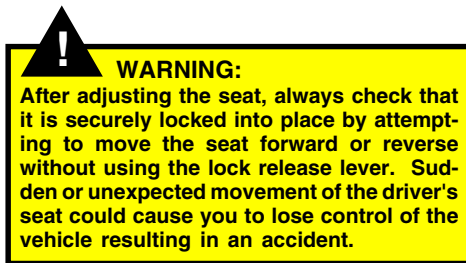 !
WARNING:
After adjusting the seat, always check that
it is securely locked into place by attempt-
ing to move the seat forward or reverse
without using the lock release lever.  Sud-
den or unexpected movement of the driver's
seat could cause you to lose control of the
vehicle resulting in an accident.